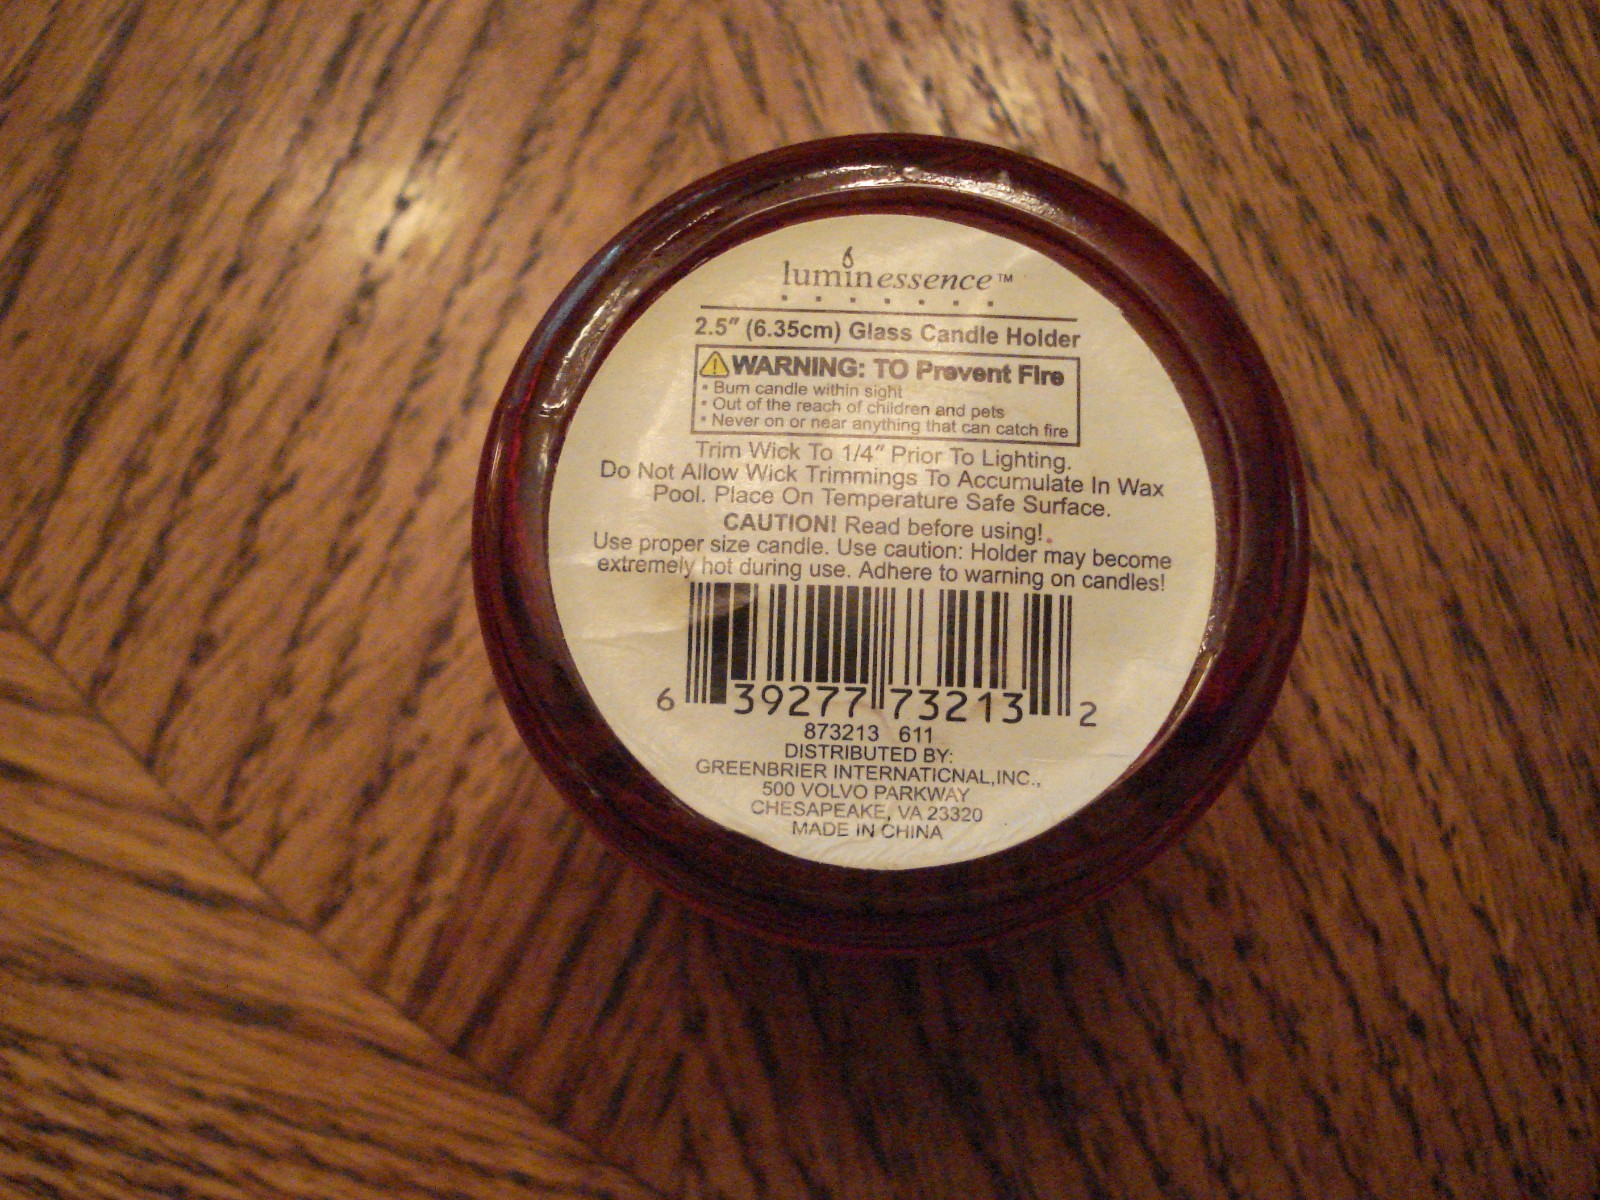 luminessence™
2.5" (6.35cm) Glass Candle Holder
WARNING: TO Prevent Fire
• Burn candle within sight
• Out of the reach of children and pets
• Never on or near anything that can catch fire
Trim Wick To 1/4" Prior To Lighting.
Do Not Allow Wick Trimmings To Accumulate In Wax
Pool. Place On Temperature Safe Surface.
CAUTION! Read before using!
Use proper size candle. Use caution: Holder may become
extremely hot during use. Adhere to warning on candles!
6 39277 73213 2
873213 611
DISTRIBUTED BY:
GREENBRIER INTERNATIONAL,INC.,
500 VOLVO PARKWAY
CHESAPEAKE, VA 23320
MADE IN CHINA